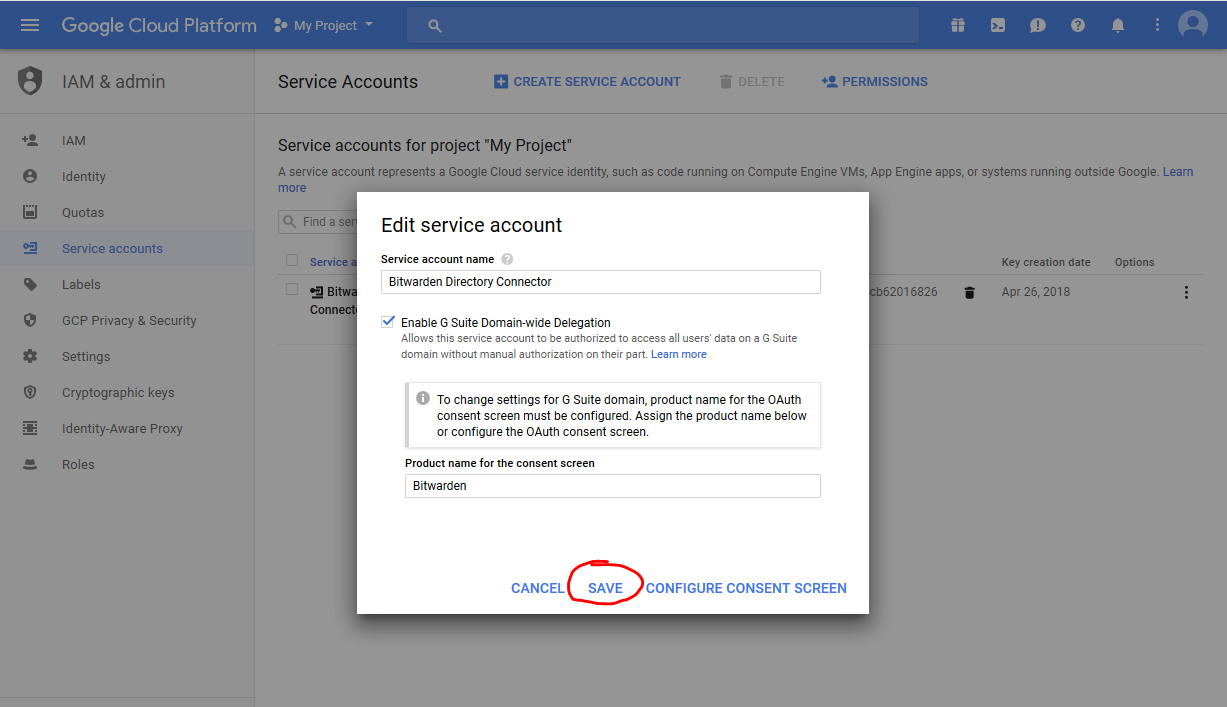 Google Cloud Platform
My Project
IAM & admin
Service Accounts
CREATE SERVICE ACCOUNT
DELETE
PERMISSIONS
IAM
Identity
Quotas
Service accounts
Labels
GCP Privacy & Security
Settings
Cryptographic keys
Identity-Aware Proxy
Roles
Service accounts for project "My Project"
A service account represents a Google Cloud service identity, such as code running on Compute Engine VMs, App Engine apps, or systems running outside Google. Learn
more
Find a ser
Service a
Key creation date
Options
Bitwa
Connecto
cb62016826
Apr 26, 2018
Edit service account
Service account name
Bitwarden Directory Connector
Enable G Suite Domain-wide Delegation
Allows this service account to be authorized to access all users' data on a G Suite
domain without manual authorization on their part. Learn more
To change settings for G Suite domain, product name for the OAuth
consent screen must be configured. Assign the product name below
or configure the OAuth consent screen.
Product name for the consent screen
Bitwarden
CANCEL
SAVE
CONFIGURE CONSENT SCREEN